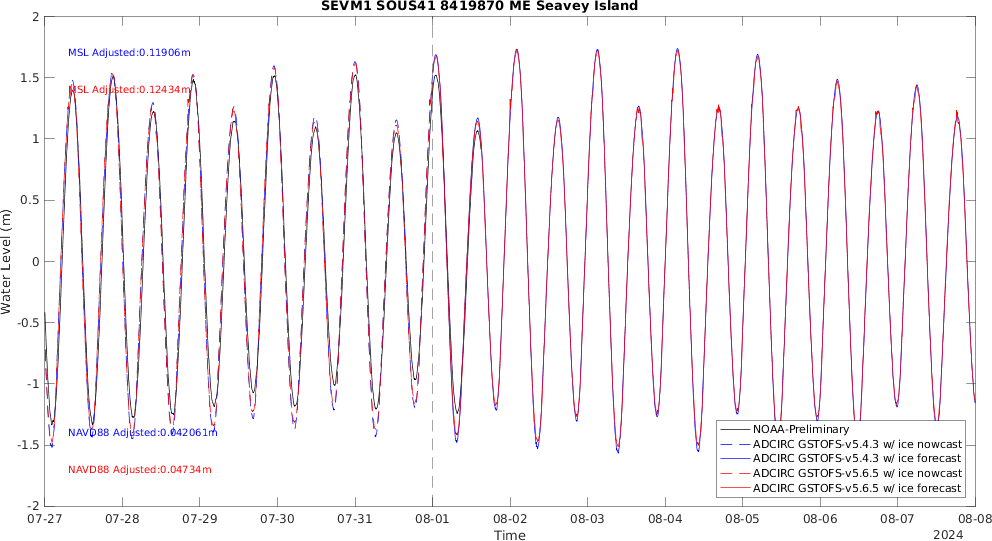 SEVM1 SOUS41 8419870 ME Seavey Island
2
1.5
1
0.5
0
-0.5
-1
-1.5
-2
Water Level (m)
MSL Adjusted:0.11906m
MSL Adjusted:0.12434m
NAVD88 Adjusted:0.042061m
NAVD88 Adjusted:0.04734m
NOAA-Preliminary
ADCIRC GSTOFS-v5.4.3 w/ ice nowcast
ADCIRC GSTOFS-v5.4.3 w/ ice forecast
ADCIRC GSTOFS-v5.6.5 w/ ice nowcast
ADCIRC GSTOFS-v5.6.5 w/ ice forecast
07-27 07-28 07-29 07-30 07-31 08-01 08-02 08-03 08-04 08-05 08-06 08-07 08-08
Time
2024